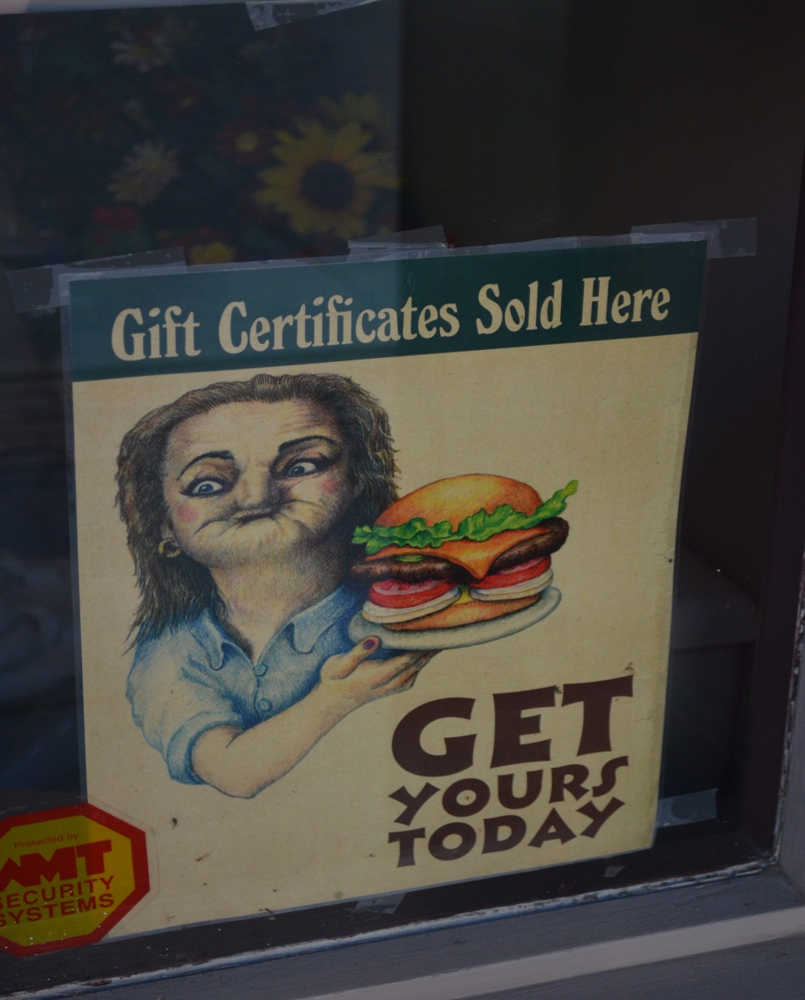 Gift Certificates Sold Here
GET
YOURS
TODAY
Protected by
AMT
SECURITY
SYSTEMS